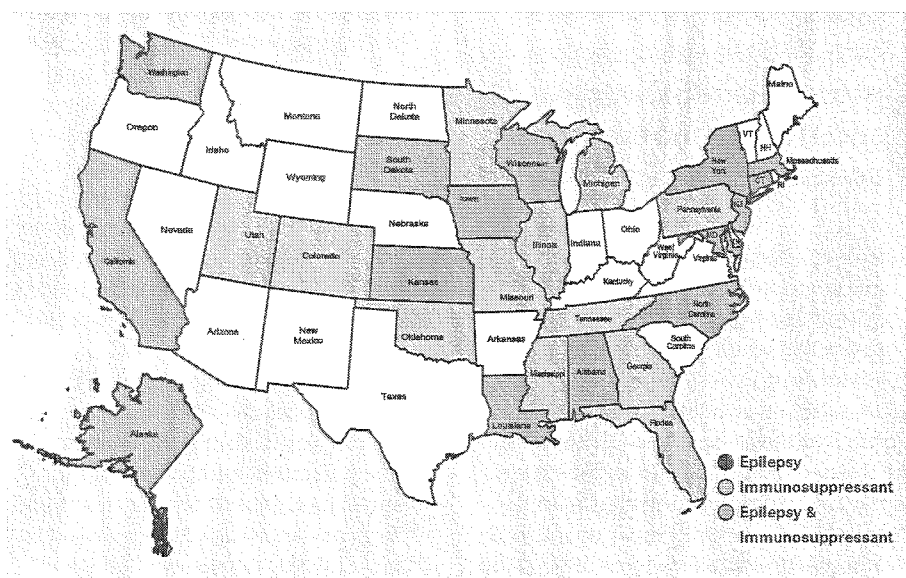 Washington
Oregon
Idaho
Montana
North
Dakota
Minnesota
South
Dakota
Wisconsin
Michigan
Maine
VT
NH
Massachusetts
New
York
RI
Wyoming
Nebraska
Iowa
Illinois
Indiana
Ohio
Pennsylvania
NJ
MD
West
Virginia
Virginia
Nevada
Utah
Colorado
Kansas
Missouri
Kentucky
California
Arizona
New
Mexico
Oklahoma
Arkansas
Tennessee
North
Carolina
South
Carolina
Mississippi
Alabama
Georgia
Texas
Louisiana
Florida
Alaska
Epilepsy
Immunosuppressant
Epilepsy &
Immunosuppressant